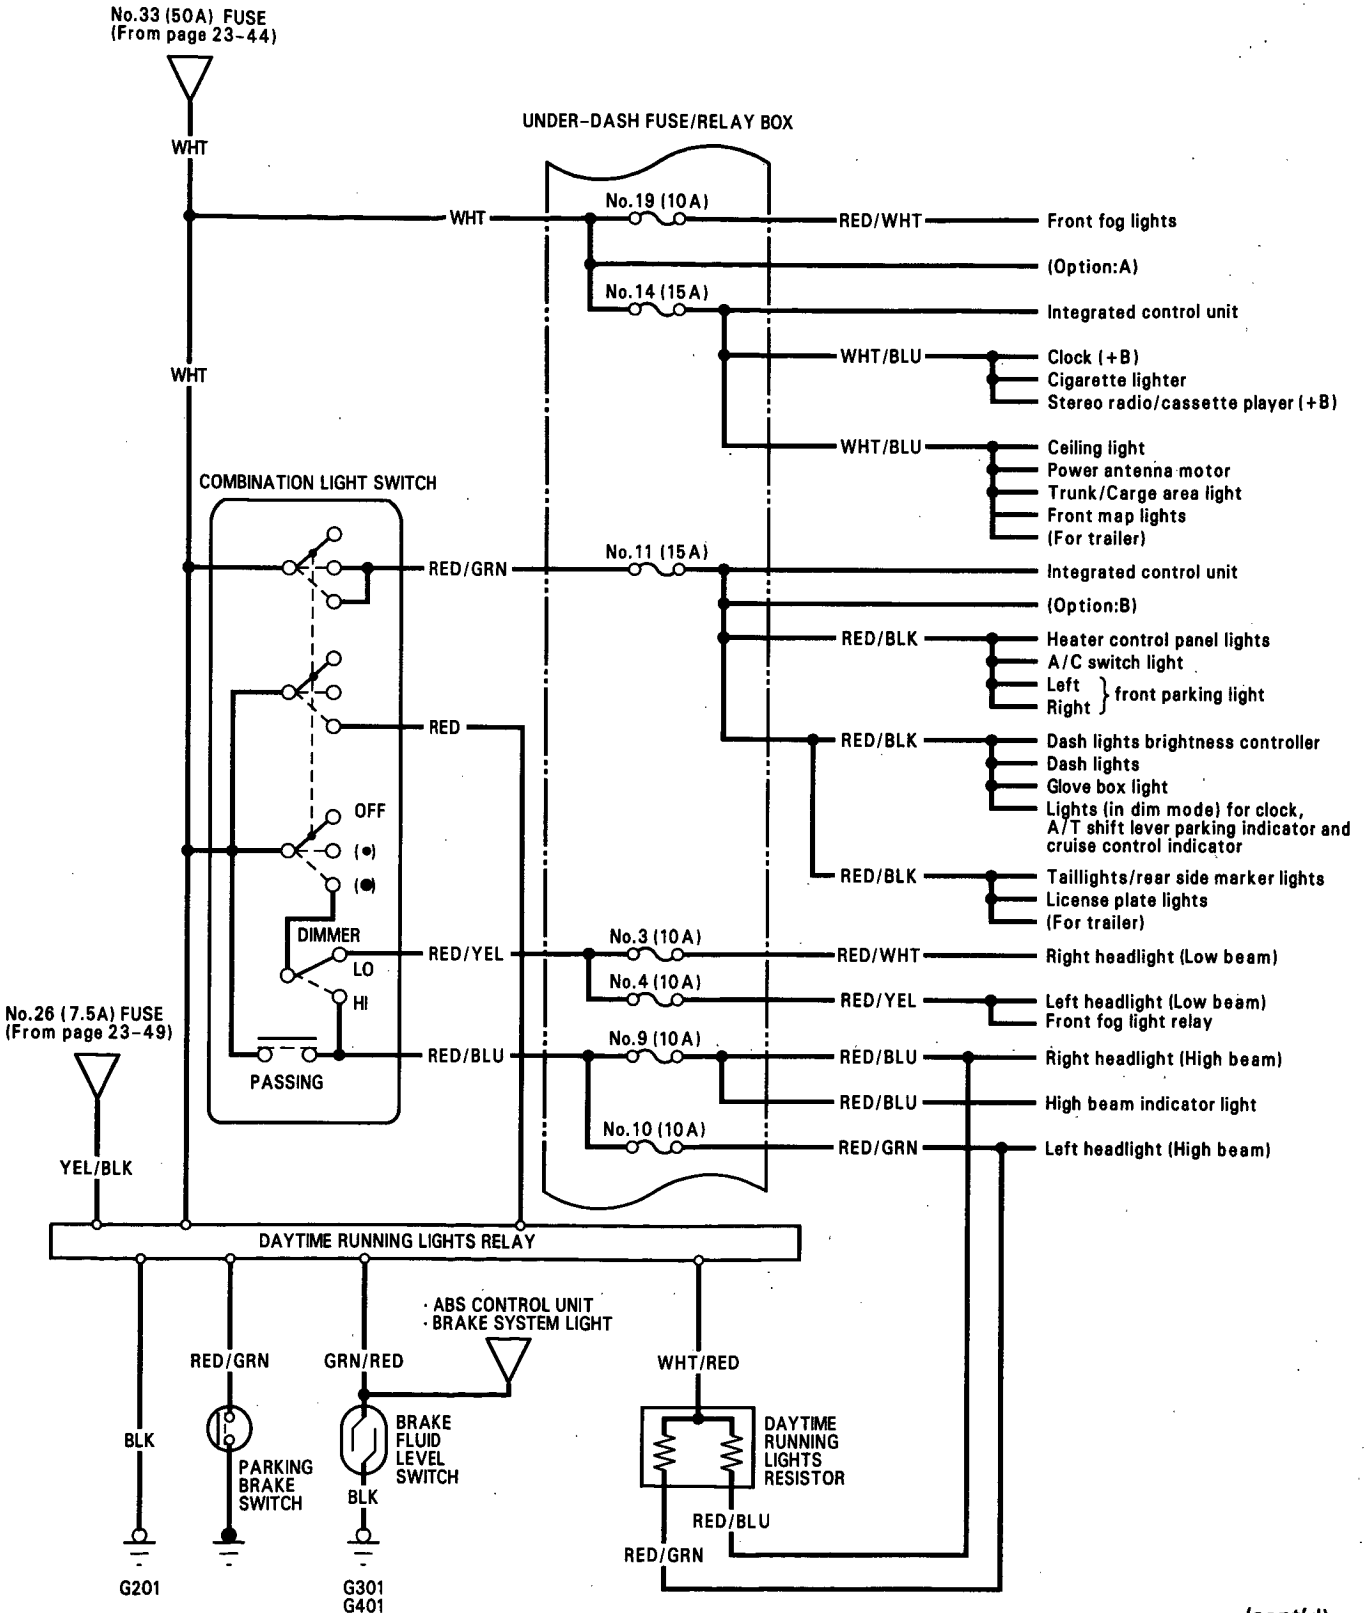 No.33 (50A) FUSE
(From page 23-44)
WHT
UNDER-DASH FUSE/RELAY BOX
WHT
No.19 (10A)
RED/WHT
Front fog lights
(Option:A)
No.14 (15A)
Integrated control unit
WHT
WHT/BLU
Clock (+B)
Cigarette lighter
Stereo radio/cassette player (+B)
WHT/BLU
Ceiling light
Power antenna motor
Trunk/Carge area light
Front map lights
(For trailer)
COMBINATION LIGHT SWITCH
RED/GRN
No.11 (15A)
Integrated control unit
(Option:B)
RED/BLK
Heater control panel lights
A/C switch light
Left
Right
front parking light
RED
RED/BLK
Dash lights brightness controller
Dash lights
Glove box light
Lights (in dim mode) for clock,
A/T shift lever parking indicator and
cruise control indicator
OFF
(●)
(●)
RED/BLK
Taillights/rear side marker lights
License plate lights
(For trailer)
DIMMER
LO
HI
RED/YEL
No.3 (10A)
RED/WHT
Right headlight (Low beam)
No.4 (10A)
RED/YEL
Left headlight (Low beam)
Front fog light relay
No.26 (7.5A) FUSE
(From page 23-49)
PASSING
RED/BLU
No.9 (10A)
RED/BLU
Right headlight (High beam)
RED/BLU
High beam indicator light
No.10 (10A)
RED/GRN
Left headlight (High beam)
YEL/BLK
DAYTIME RUNNING LIGHTS RELAY
· ABS CONTROL UNIT
· BRAKE SYSTEM LIGHT
RED/GRN
GRN/RED
WHT/RED
BLK
PARKING
BRAKE
SWITCH
BRAKE
FLUID
LEVEL
SWITCH
BLK
DAYTIME
RUNNING
LIGHTS
RESISTOR
RED/BLU
RED/GRN
G201
G301
G401